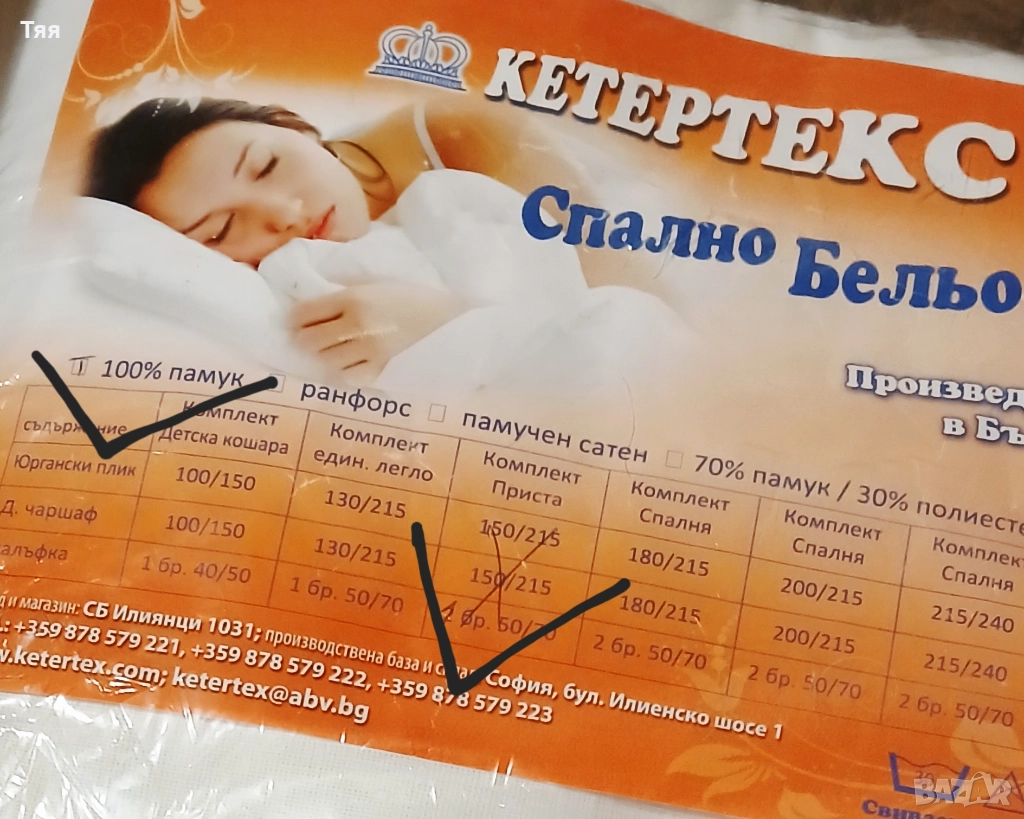 Тяя
КЕТЕРТЕКС
Спално Бельо
Произвед
в Бъ
100% памук ранфорс памучен сатен 70% памук / 30% полиесте
съдържание Комплект Детска кошара Комплект един. легло Комплект Приста Комплект Спалня Комплект Спалня Комплект Спалня
Юргански плик 100/150 130/215 150/215 180/215 200/215 215/240
Д. чаршаф 100/150 130/215 150/215 180/215 200/215 215/240
алъфка 1 бр. 40/50 1 бр. 50/70 2 бр. 50/70 2 бр. 50/70 2 бр. 50/70 2 бр. 50/70
д и магазин: СБ Илиянци 1031; производствена база и склад: София, бул. Илиенско шосе 1
.: +359 878 579 221, +359 878 579 222, +359 878 579 223
w.ketertex.com; ketertex@abv.bg
30
BAZAR